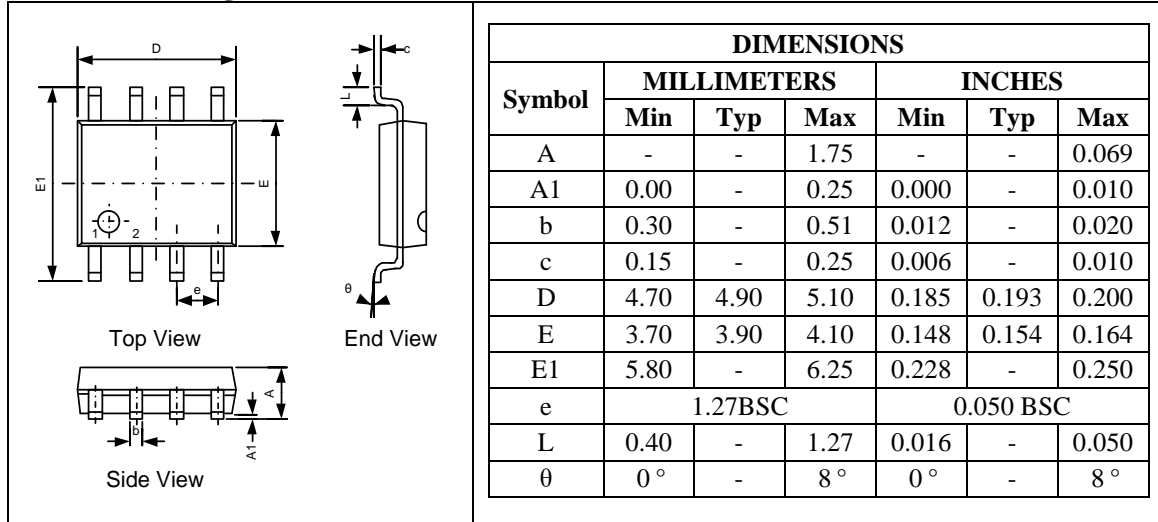 D
c
L
E1
E
1
2
e
θ
Top View
End View
A
b
A1
Side View
DIMENSIONS
Symbol MILLIMETERS INCHES
Min Typ Max Min Typ Max
A - - 1.75 - - 0.069
A1 0.00 - 0.25 0.000 - 0.010
b 0.30 - 0.51 0.012 - 0.020
c 0.15 - 0.25 0.006 - 0.010
D 4.70 4.90 5.10 0.185 0.193 0.200
E 3.70 3.90 4.10 0.148 0.154 0.164
E1 5.80 - 6.25 0.228 - 0.250
e 1.27BSC 0.050 BSC
L 0.40 - 1.27 0.016 - 0.050
θ 0 ° - 8 ° 0 ° - 8 °